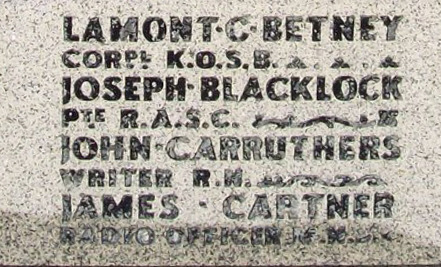 LAMONT·C·BETNEY
CORPL K.O.S.B.
JOSEPH·BLACKLOCK
PTE R.A.S.C.
JOHN·CARRUTHERS
WRITER R.N.
JAMES · CARTNER
RADIO OFFICER M.N.